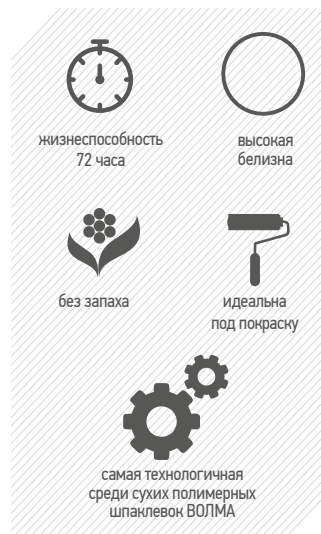 жизнеспособность
72 часа
высокая
белизна
без запаха
идеальна
под покраску
самая технологичная
среди сухих полимерных
шпаклевок ВОЛМА